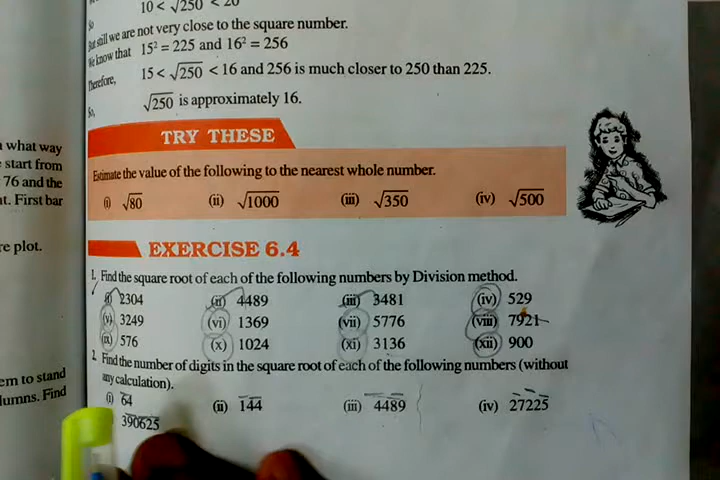 10 < √250 < 20
So
But still we are not very close to the square number.
We know that 15² = 225 and 16² = 256
Therefore, 15 < √250 < 16 and 256 is much closer to 250 than 225.
So, √250 is approximately 16.
what way
start from
76 and the
First bar
plot.
to stand
Find
TRY THESE
Estimate the value of the following to the nearest whole number.
(i) √80 (ii) √1000 (iii) √350 (iv) √500
EXERCISE 6.4
1. Find the square root of each of the following numbers by Division method.
(i) 2304 (ii) 4489 (iii) 3481 (iv) 529
(v) 3249 (vi) 1369 (vii) 5776 (viii) 7921
(ix) 576 (x) 1024 (xi) 3136 (xii) 900
2. Find the number of digits in the square root of each of the following numbers (without
any calculation).
(i) 64 (ii) 144 (iii) 4489 (iv) 27225
390625